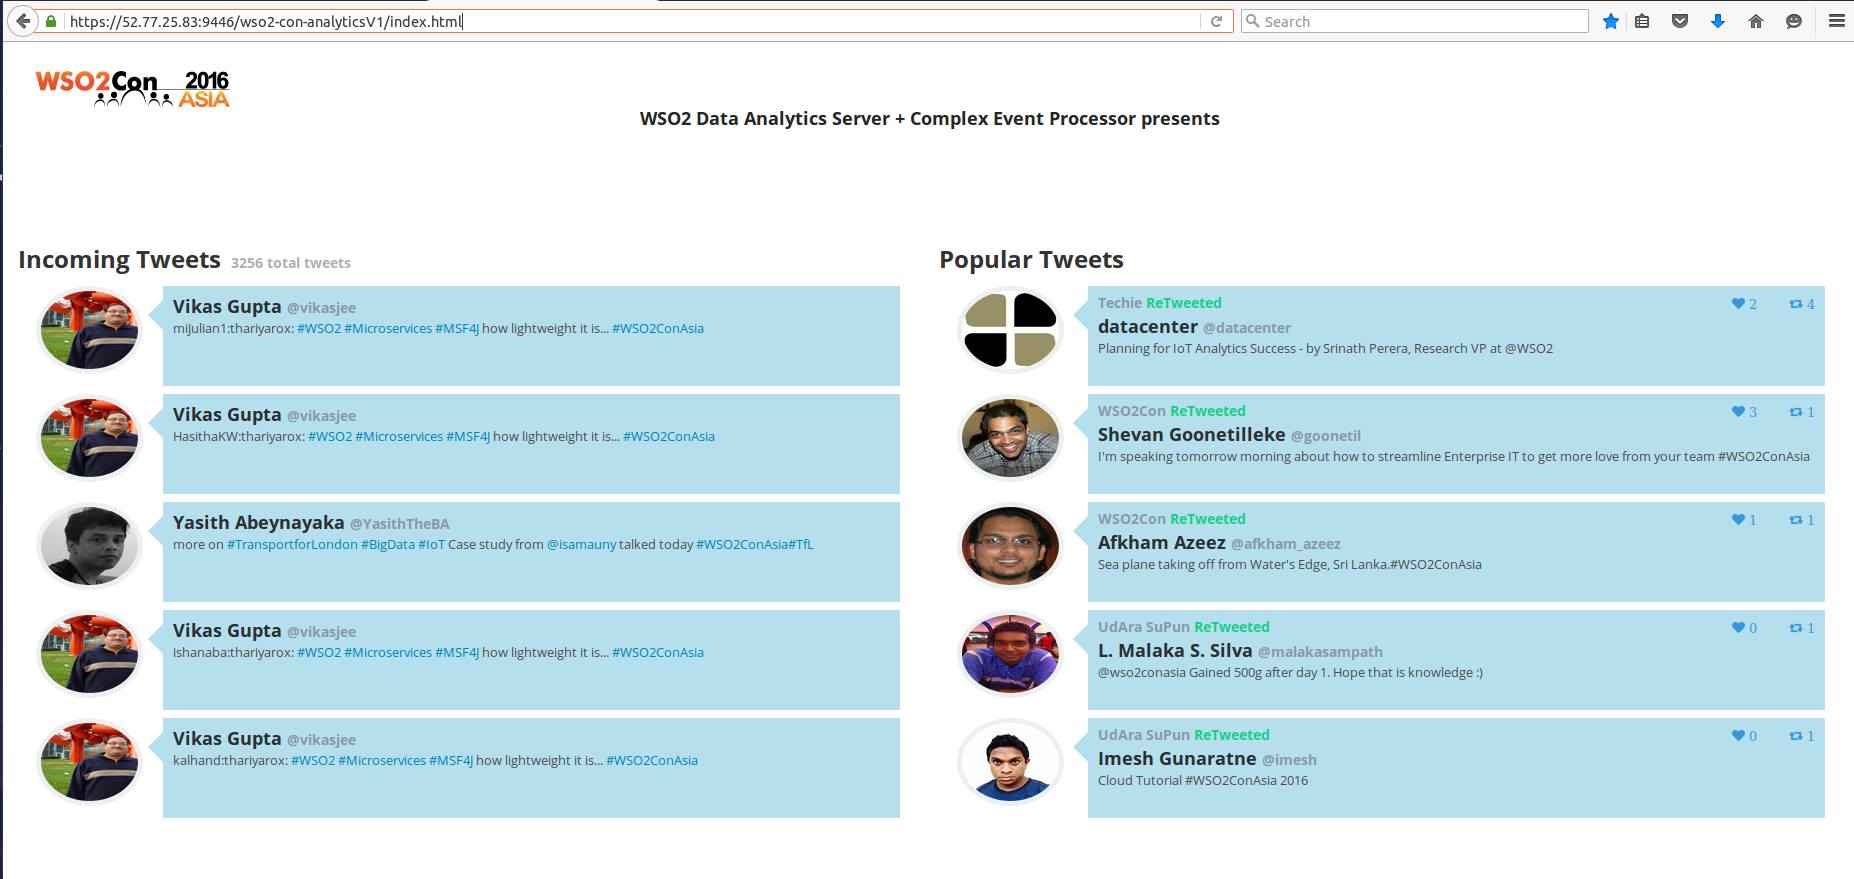 https://52.77.25.83:9446/wso2-con-analyticsV1/index.html
Search
WSO2Con 2016
ASIA
WSO2 Data Analytics Server + Complex Event Processor presents
Incoming Tweets 3256 total tweets
Vikas Gupta @vikasjee
miJulian1:thariyarox: #WSO2 #Microservices #MSF4J how lightweight it is... #WSO2ConAsia
Vikas Gupta @vikasjee
HasithaKW:thariyarox: #WSO2 #Microservices #MSF4J how lightweight it is... #WSO2ConAsia
Yasith Abeynayaka @YasithTheBA
more on #TransportforLondon #BigData #IoT Case study from @isamauny talked today #WSO2ConAsia#TfL
Vikas Gupta @vikasjee
ishanaba:thariyarox: #WSO2 #Microservices #MSF4J how lightweight it is... #WSO2ConAsia
Vikas Gupta @vikasjee
kalhand:thariyarox: #WSO2 #Microservices #MSF4J how lightweight it is... #WSO2ConAsia
Popular Tweets
Techie ReTweeted 2 4
datacenter @datacenter
Planning for IoT Analytics Success - by Srinath Perera, Research VP at @WSO2
WSO2Con ReTweeted 3 1
Shevan Goonetilleke @goonetil
I'm speaking tomorrow morning about how to streamline Enterprise IT to get more love from your team #WSO2ConAsia
WSO2Con ReTweeted 1 1
Afkham Azeez @afkham_azeez
Sea plane taking off from Water's Edge, Sri Lanka.#WSO2ConAsia
UdAra SuPun ReTweeted 0 1
L. Malaka S. Silva @malakasampath
@wso2conasia Gained 500g after day 1. Hope that is knowledge :)
UdAra SuPun ReTweeted 0 1
Imesh Gunaratne @imesh
Cloud Tutorial #WSO2ConAsia 2016